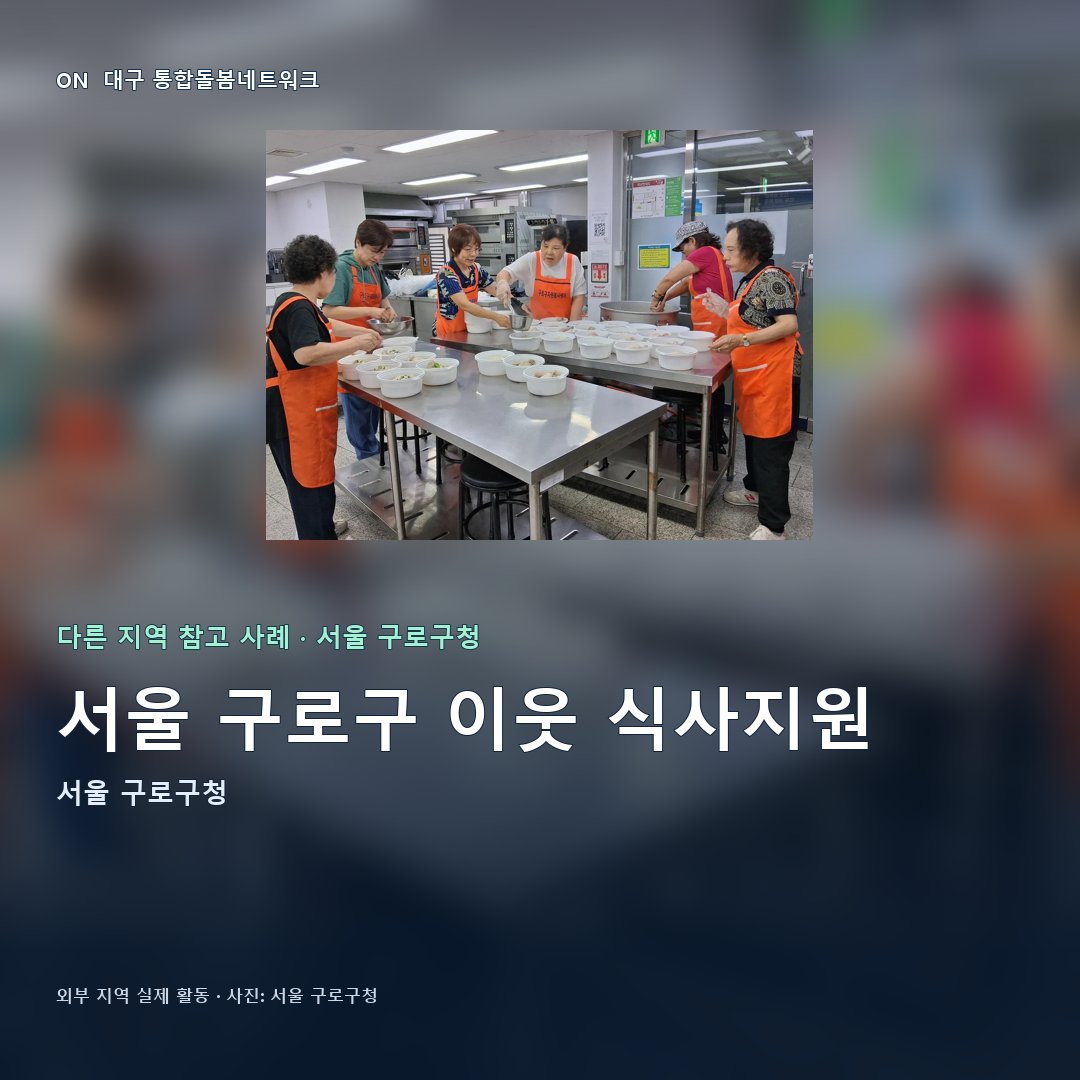 ON 대구 통합돌봄네트워크
다른 지역 참고 사례 · 서울 구로구청
서울 구로구 이웃 식사지원
서울 구로구청
외부 지역 실제 활동 · 사진: 서울 구로구청